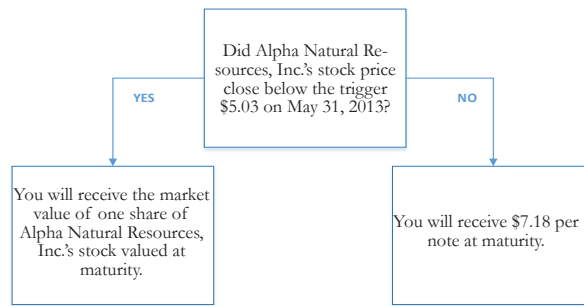 Did Alpha Natural Re-
sources, Inc.'s stock price
close below the trigger
$5.03 on May 31, 2013?
YES
NO
You will receive the market
value of one share of
Alpha Natural Resources,
Inc.'s stock valued at
maturity.
You will receive $7.18 per
note at maturity.